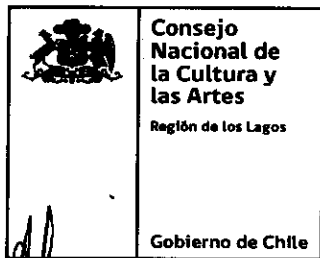 Consejo
Nacional de
la Cultura y
las Artes
Región de los Lagos
Gobierno de Chile